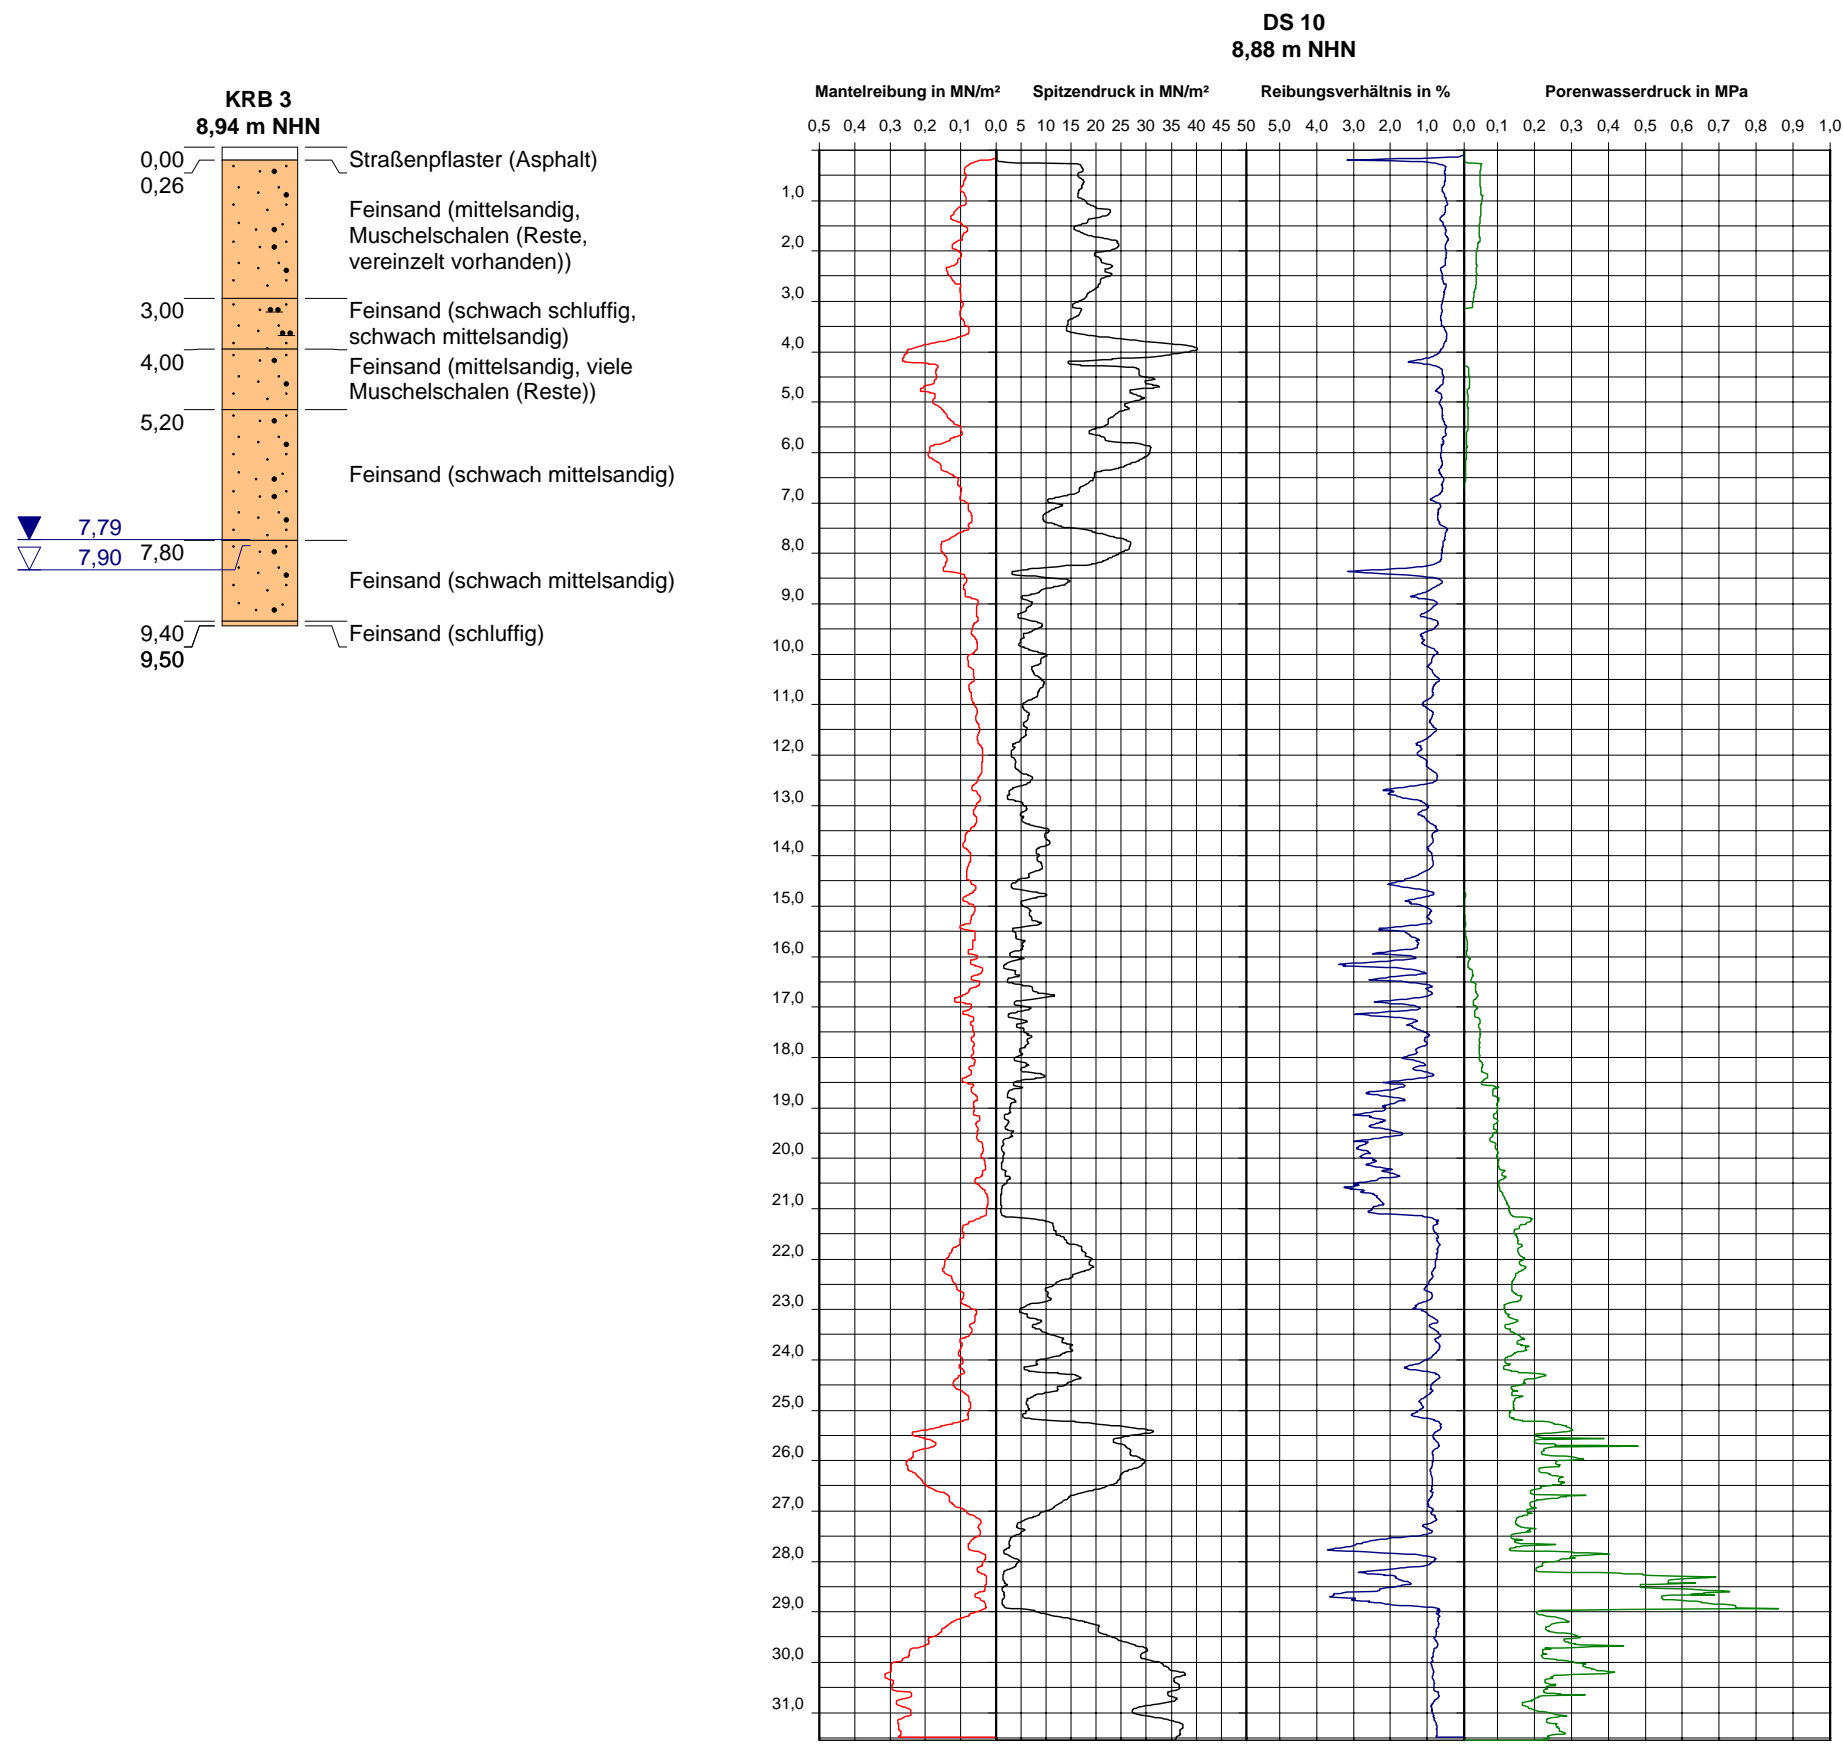 DS 10
8,88 m NHN
Mantelreibung in MN/m² Spitzendruck in MN/m² Reibungsverhältnis in % Porenwasserdruck in MPa
0,5 0,4 0,3 0,2 0,1 0,0 5 10 15 20 25 30 35 40 45 50 5,0 4,0 3,0 2,0 1,0 0,0 0,1 0,2 0,3 0,4 0,5 0,6 0,7 0,8 0,9 1,0
KRB 3
8,94 m NHN
0,00 Straßenpflaster (Asphalt)
0,26
Feinsand (mittelsandig,
Muschelschalen (Reste,
vereinzelt vorhanden))
3,00 Feinsand (schwach schluffig,
schwach mittelsandig)
4,00 Feinsand (mittelsandig, viele
Muschelschalen (Reste))
5,20
Feinsand (schwach mittelsandig)
7,79
7,80
7,90
Feinsand (schwach mittelsandig)
9,40 Feinsand (schluffig)
9,50
1,0
2,0
3,0
4,0
5,0
6,0
7,0
8,0
9,0
10,0
11,0
12,0
13,0
14,0
15,0
16,0
17,0
18,0
19,0
20,0
21,0
22,0
23,0
24,0
25,0
26,0
27,0
28,0
29,0
30,0
31,0